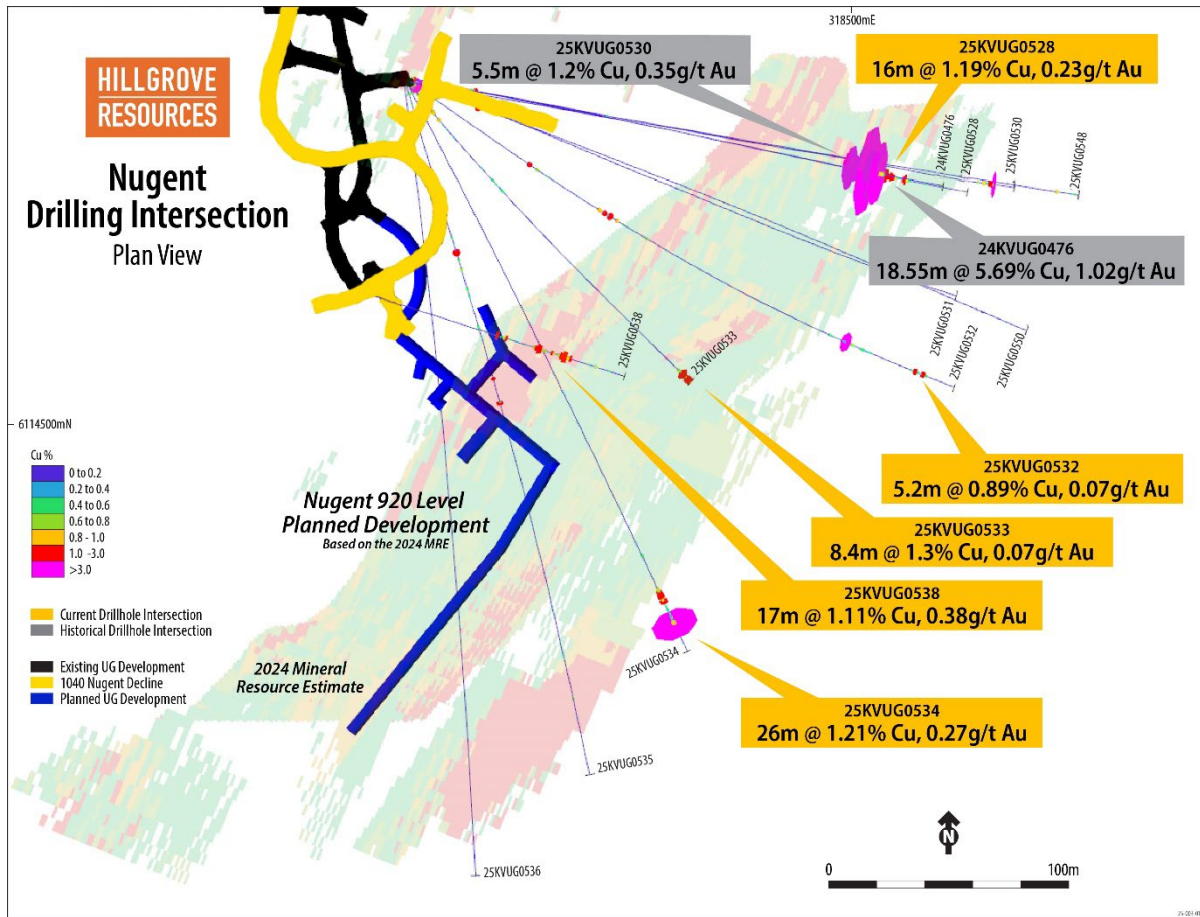 HILLGROVE
RESOURCES
Nugent
Drilling Intersection
Plan View
318500mE
25KVUG0530
5.5m @ 1.2% Cu, 0.35g/t Au
25KVUG0528
16m @ 1.19% Cu, 0.23g/t Au
24KVUG0476
25KVUG0528
25KVUG0530
25KVUG0548
24KVUG0476
18.55m @ 5.69% Cu, 1.02g/t Au
25KVUG0531
25KVUG0532
25KVUG0550
25KVUG0538
25KVUG0533
6114500mN
Cu %
0 to 0.2
0.2 to 0.4
0.4 to 0.6
0.6 to 0.8
0.8 - 1.0
1.0 -3.0
>3.0
Current Drillhole Intersection
Historical Drillhole Intersection
Existing UG Development
1040 Nugent Decline
Planned UG Development
Nugent 920 Level
Planned Development
Based on the 2024 MRE
2024 Mineral
Resource Estimate
25KVUG0532
5.2m @ 0.89% Cu, 0.07g/t Au
25KVUG0533
8.4m @ 1.3% Cu, 0.07g/t Au
25KVUG0538
17m @ 1.11% Cu, 0.38g/t Au
25KVUG0534
25KVUG0534
26m @ 1.21% Cu, 0.27g/t Au
25KVUG0535
25KVUG0536
N
0
100m